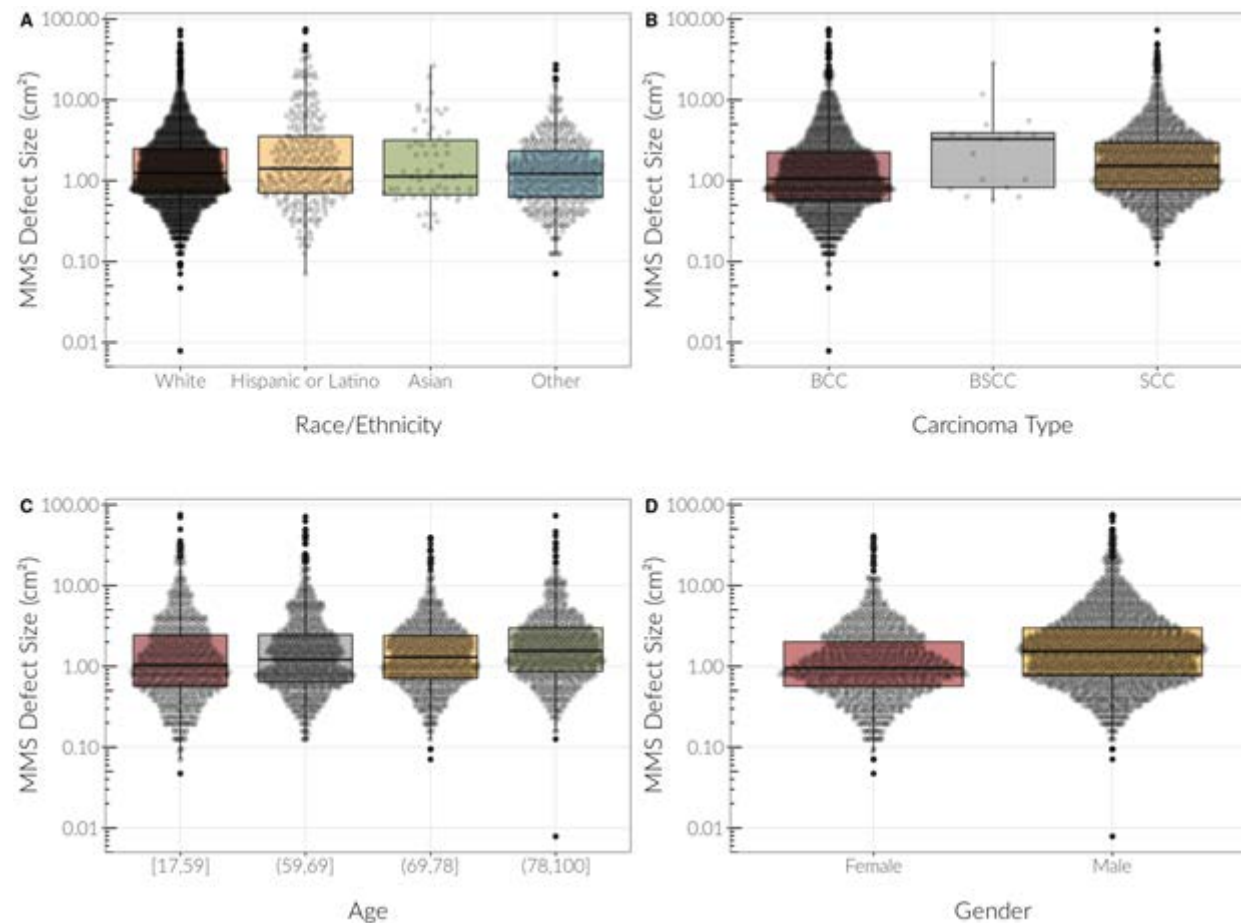 A
100.00
10.00
1.00
0.10
0.01
MMS Defect Size (cm²)
White Hispanic or Latino Asian Other
Race/Ethnicity
B
100.00
10.00
1.00
0.10
0.01
MMS Defect Size (cm²)
BCC BSCC SCC
Carcinoma Type
C
100.00
10.00
1.00
0.10
0.01
MMS Defect Size (cm²)
[17,59] (59,69] (69,78] (78,100]
Age
D
100.00
10.00
1.00
0.10
0.01
MMS Defect Size (cm²)
Female Male
Gender